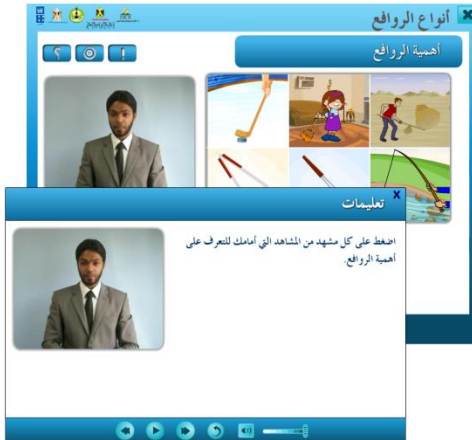 أنواع الروافع
أهمية الروافع
تعليمات
اضغط على كل مشهد من المشاهد التي أمامك للتعرف على
أهمية الروافع.